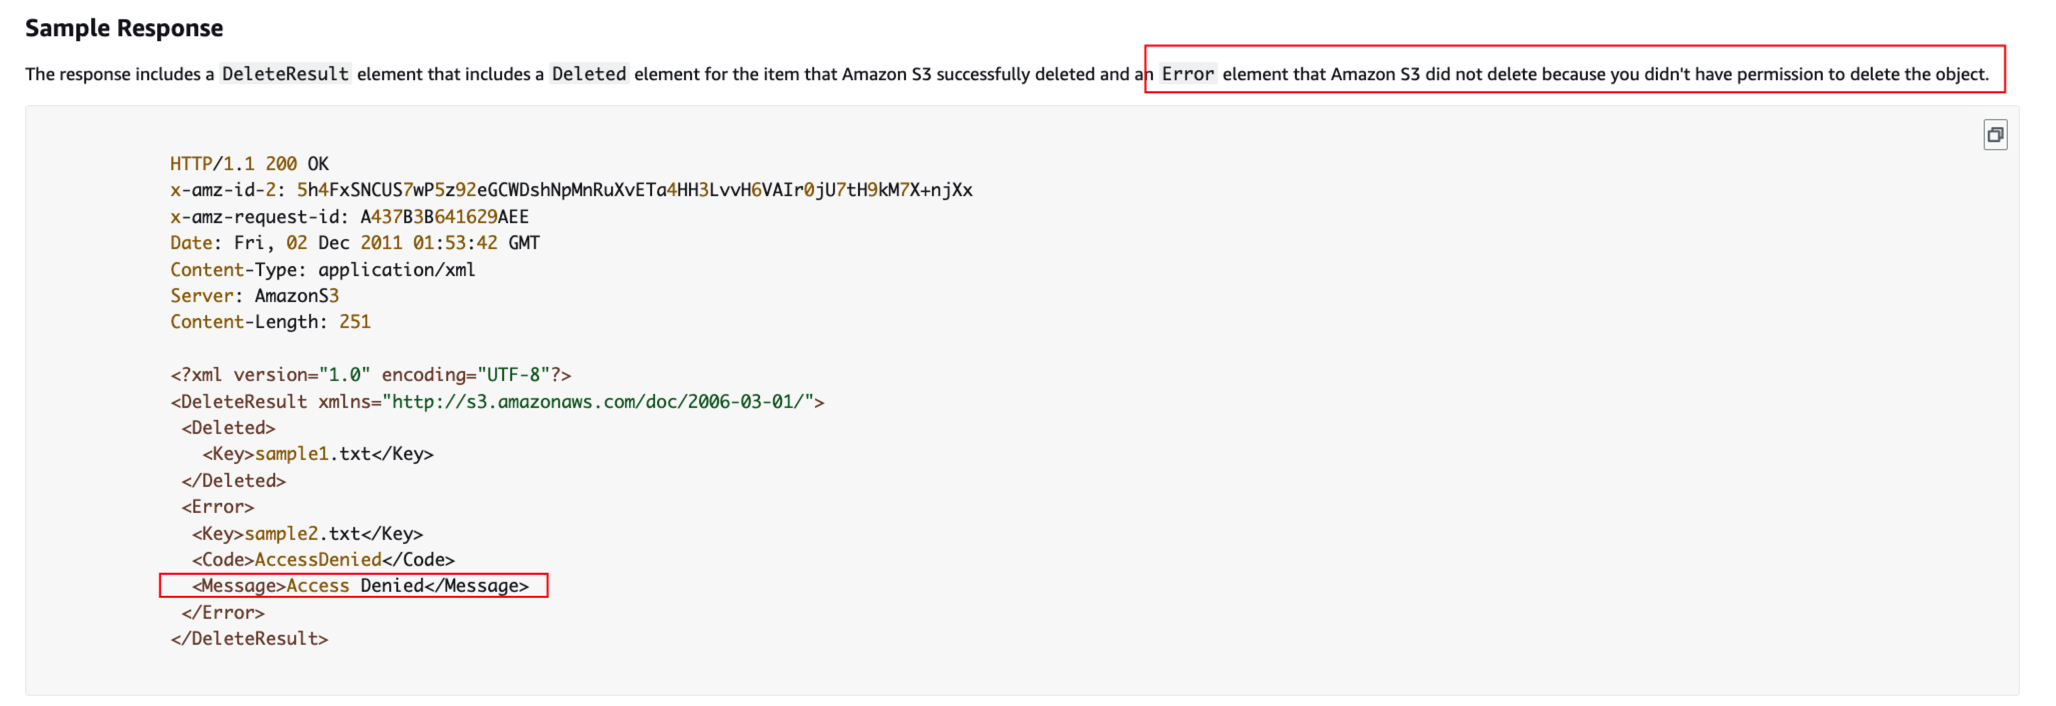 Sample Response
The response includes a DeleteResult element that includes a Deleted element for the item that Amazon S3 successfully deleted and an Error element that Amazon S3 did not delete because you didn't have permission to delete the object.
HTTP/1.1 200 OK
x-amz-id-2: 5h4FxSNCUS7wP5z92eGCWDshNpMnRuXvETa4HH3LvvH6VAIr0jU7tH9kM7X+njXx
x-amz-request-id: A437B3B641629AEE
Date: Fri, 02 Dec 2011 01:53:42 GMT
Content-Type: application/xml
Server: AmazonS3
Content-Length: 251
<?xml version="1.0" encoding="UTF-8"?>
<DeleteResult xmlns="http://s3.amazonaws.com/doc/2006-03-01/">
<Deleted>
<Key>sample1.txt</Key>
</Deleted>
<Error>
<Key>sample2.txt</Key>
<Code>AccessDenied</Code>
<Message>Access Denied</Message>
</Error>
</DeleteResult>